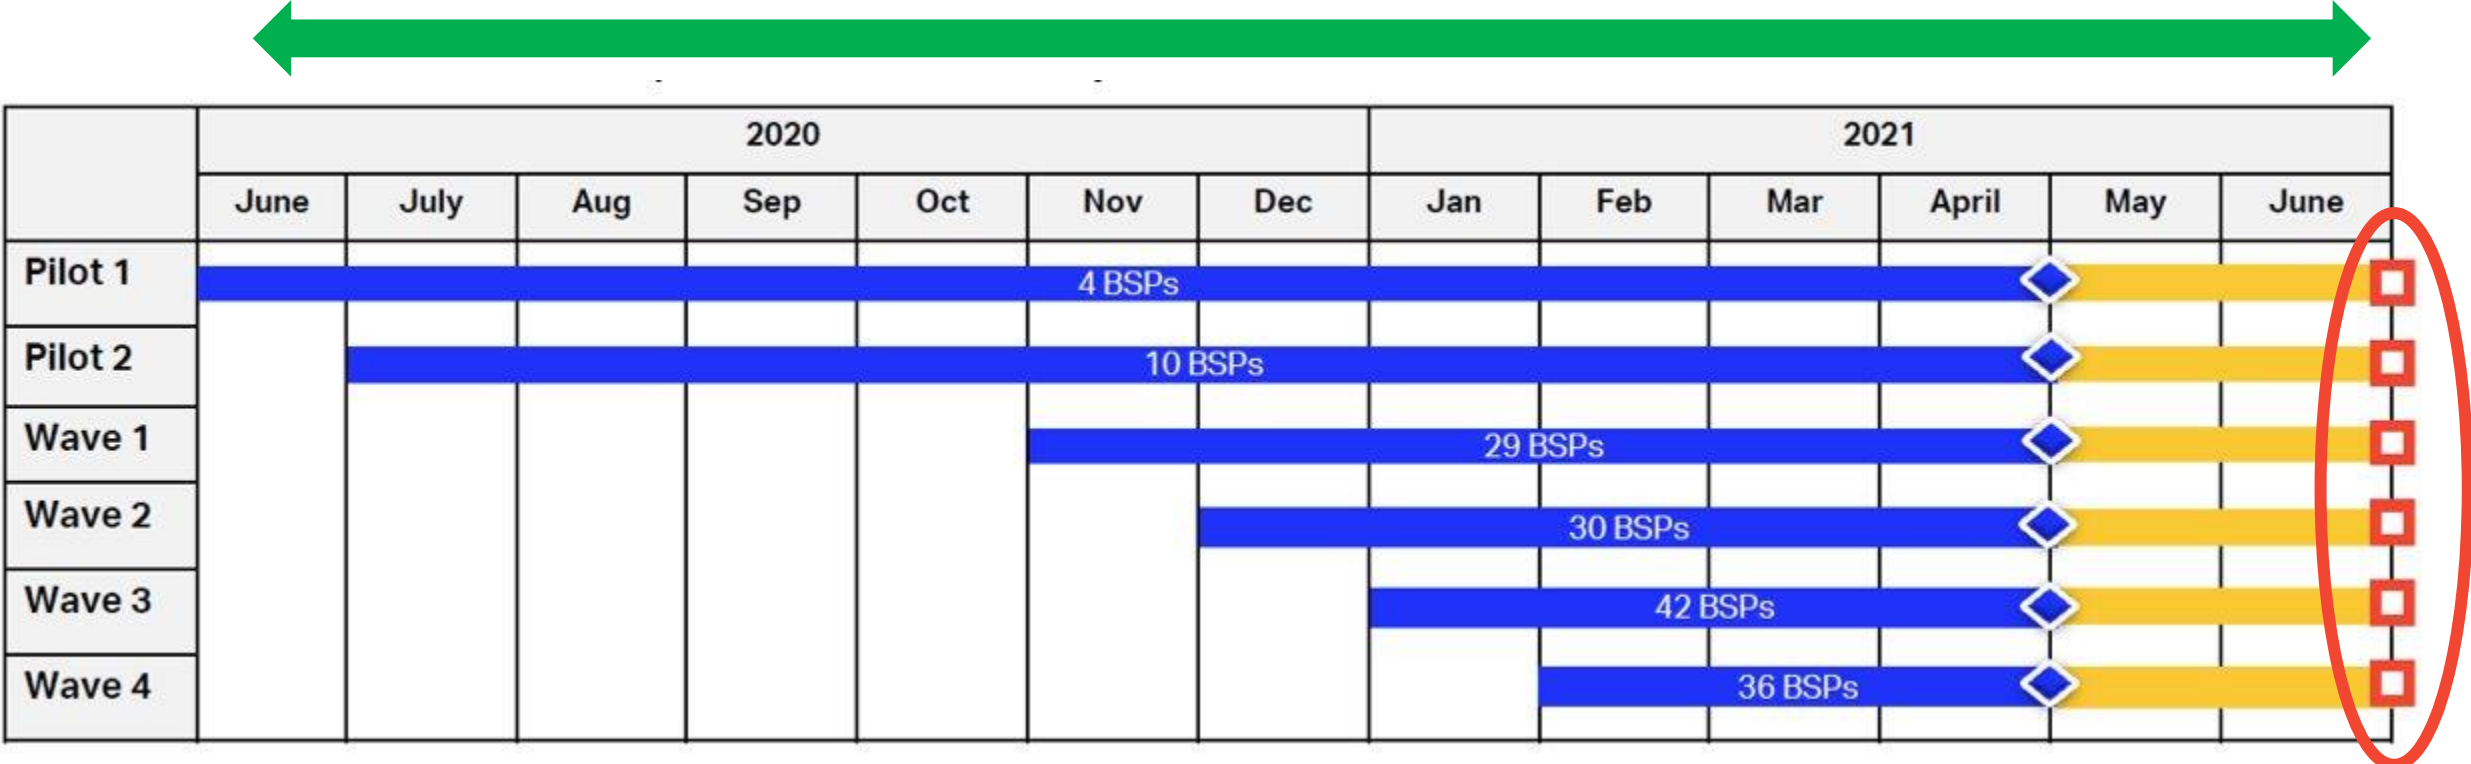 2020 2021
June July Aug Sep Oct Nov Dec Jan Feb Mar April May June
Pilot 1 4 BSPs
Pilot 2 10 BSPs
Wave 1 29 BSPs
Wave 2 30 BSPs
Wave 3 42 BSPs
Wave 4 36 BSPs